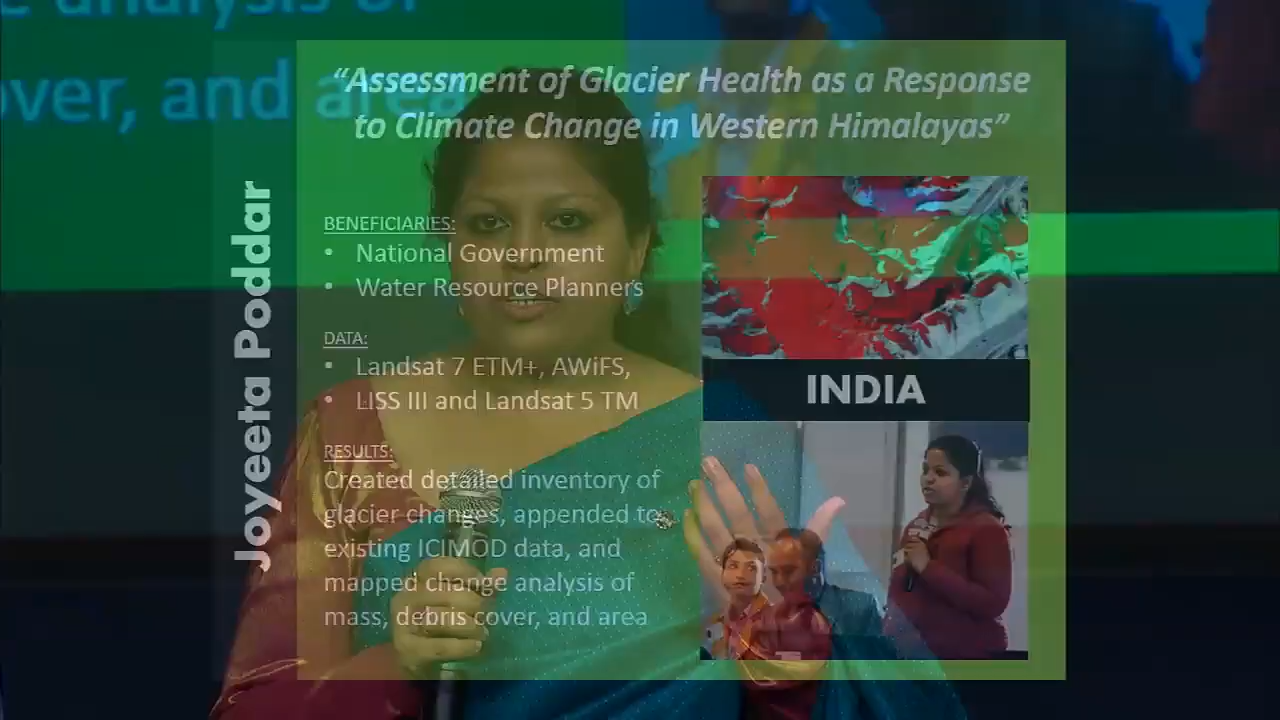 e analysis of
over, and area
"Assessment of Glacier Health as a Response
to Climate Change in Western Himalayas"
Joyeeta Poddar
BENEFICIARIES:
• National Government
• Water Resource Planners
DATA:
• Landsat 7 ETM+, AWiFS,
• LISS III and Landsat 5 TM
RESULTS:
Created detailed inventory of
glacier changes, appended to
existing ICIMOD data, and
mapped change analysis of
mass, debris cover, and area
INDIA